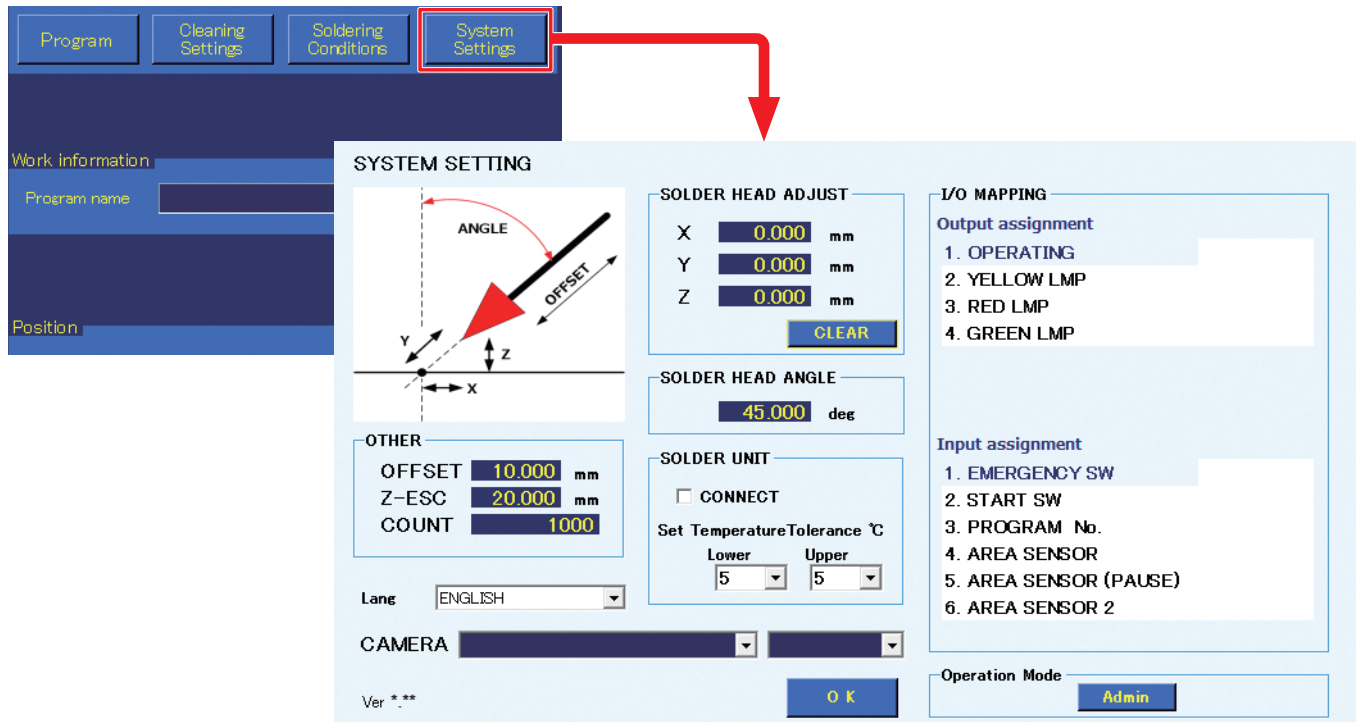 Program
Cleaning
Settings
Soldering
Conditions
System
Settings
Work information
Program name
Position
SYSTEM SETTING
ANGLE
OFFSET
Y
Z
X
OTHER
OFFSET 10.000 mm
Z-ESC 20.000 mm
COUNT 1000
Lang ENGLISH
CAMERA
Ver *.**
SOLDER HEAD ADJUST
X 0.000 mm
Y 0.000 mm
Z 0.000 mm
CLEAR
SOLDER HEAD ANGLE
45.000 deg
SOLDER UNIT
CONNECT
Set TemperatureTolerance ℃
Lower Upper
5 5
O K
I/O MAPPING
Output assignment
1. OPERATING
2. YELLOW LMP
3. RED LMP
4. GREEN LMP
Input assignment
1. EMERGENCY SW
2. START SW
3. PROGRAM No.
4. AREA SENSOR
5. AREA SENSOR (PAUSE)
6. AREA SENSOR 2
Operation Mode
Admin